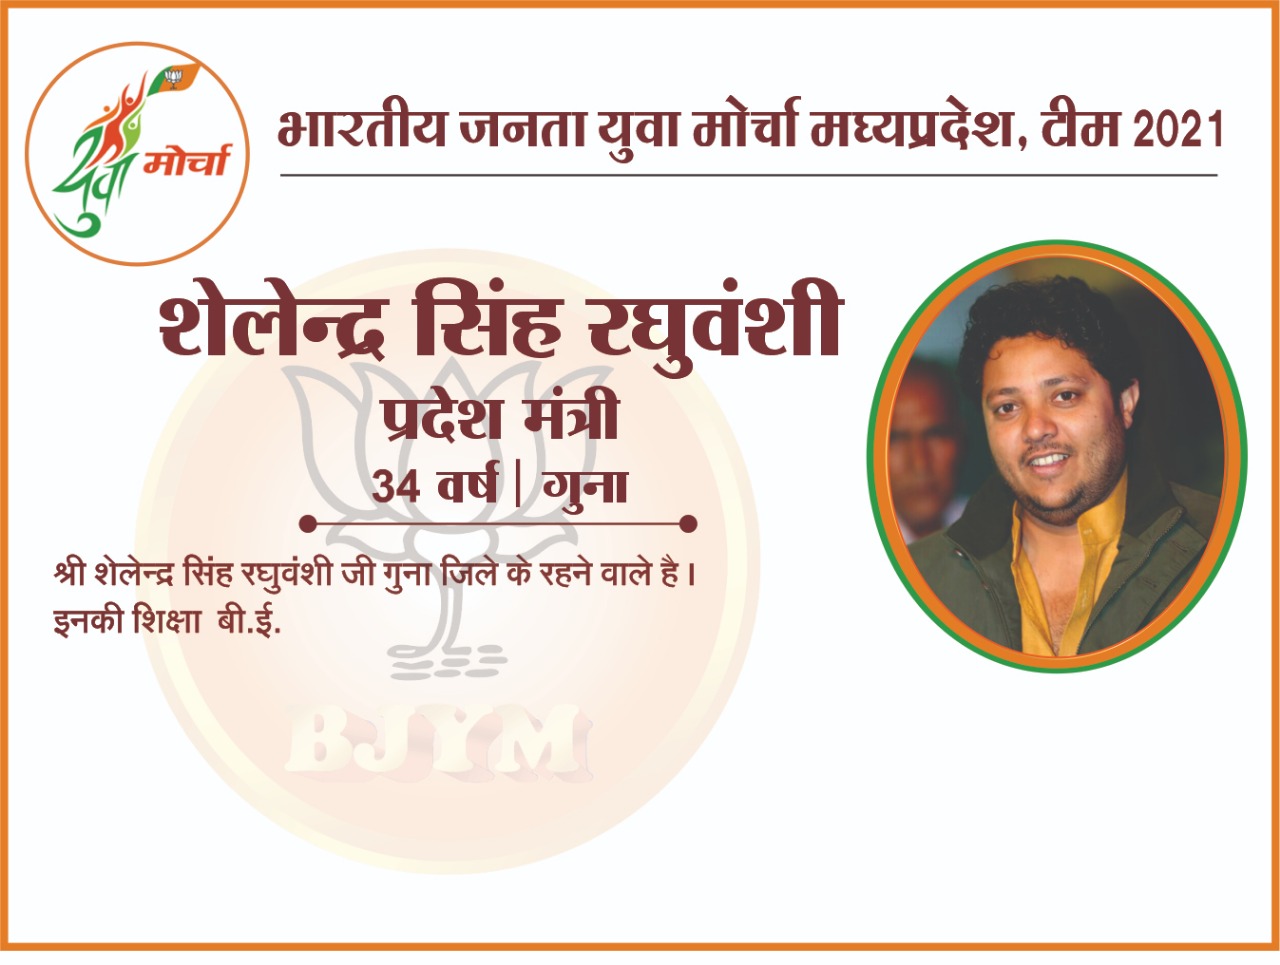 युवा मोर्चा
भारतीय जनता युवा मोर्चा मध्यप्रदेश, टीम 2021
शेलेन्द्र सिंह रघुवंशी
प्रदेश मंत्री
34 वर्ष | गुना
श्री शेलेन्द्र सिंह रघुवंशी जी गुना जिले के रहने वाले है ।
इनकी शिक्षा बी.ई.
BJYM